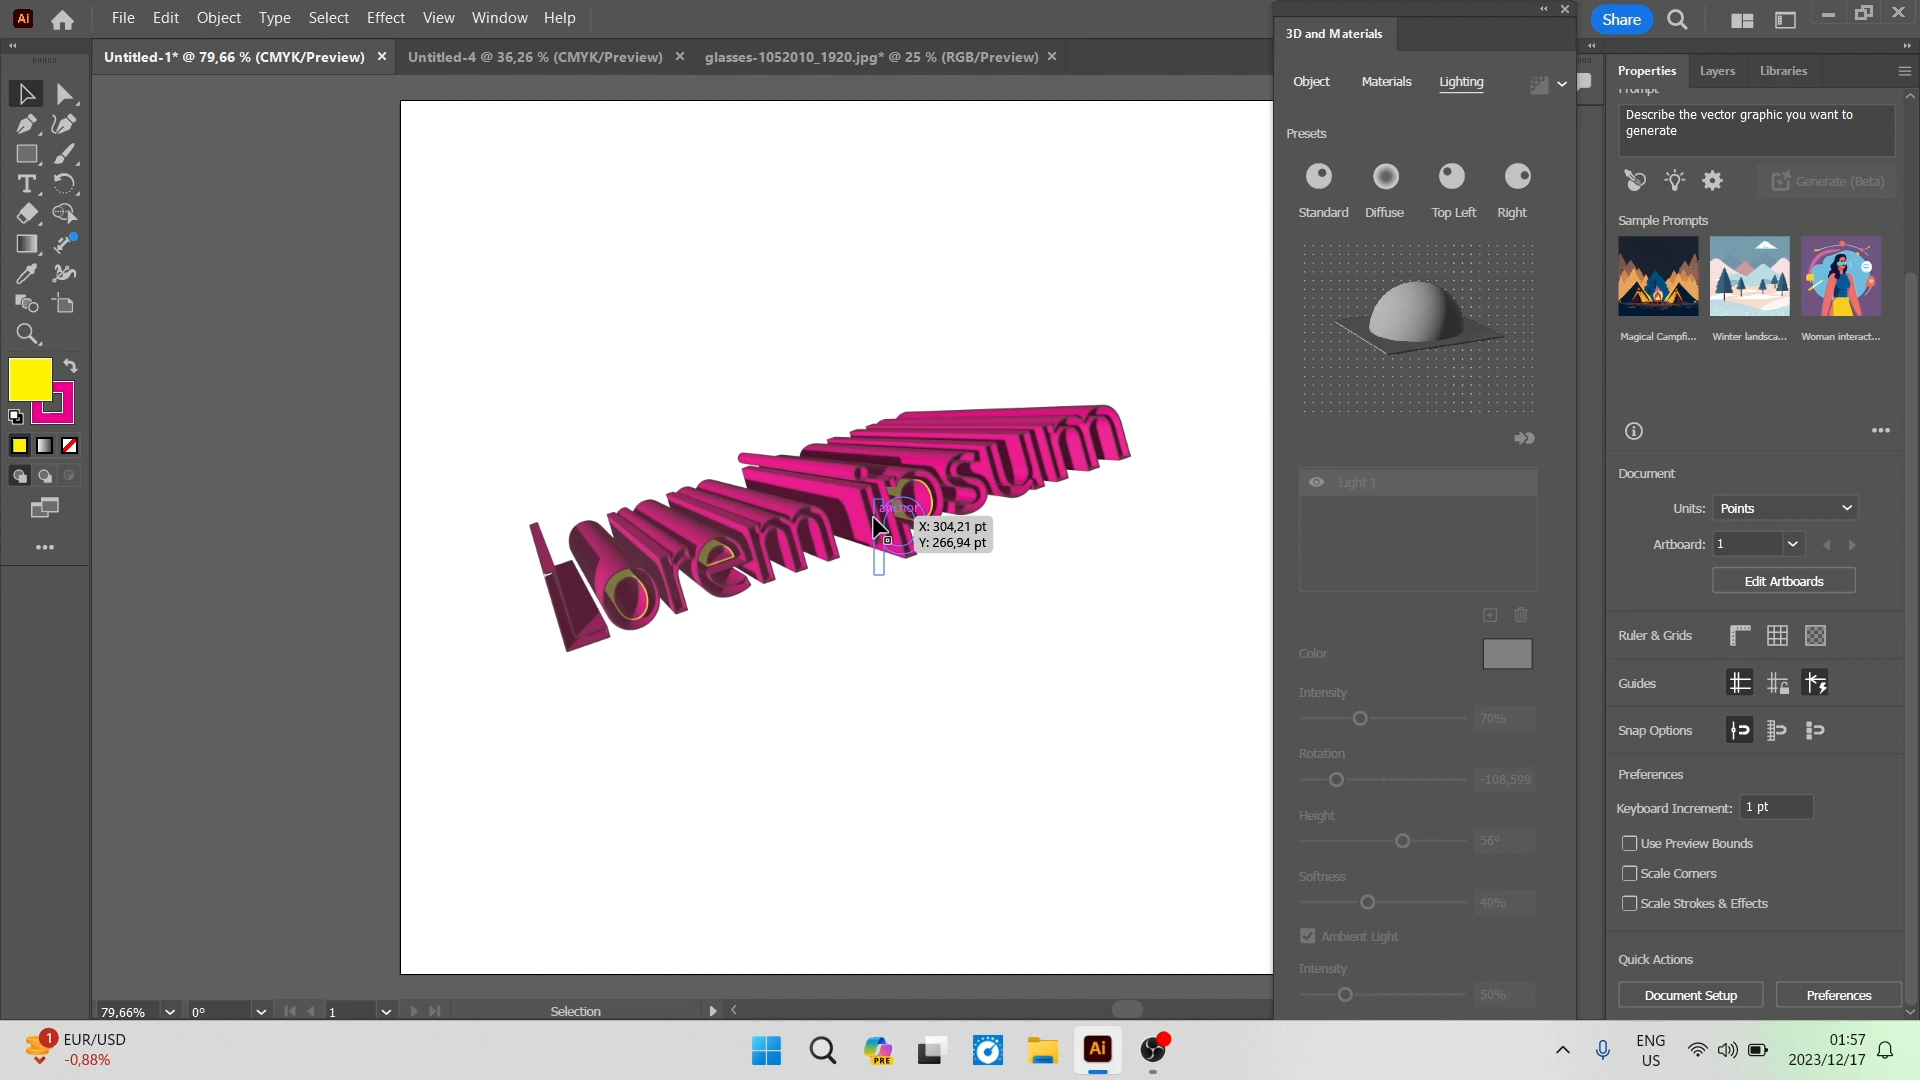 Ai File Edit Object Type Select Effect View Window Help
Share
Untitled-1* @ 79,66 % (CMYK/Preview)
Untitled-4 @ 36,26 % (CMYK/Preview)
glasses-1052010_1920.jpg* @ 25 % (RGB/Preview)
3D and Materials
Object Materials Lighting
Presets
Standard Diffuse Top Left Right
Light 1
Color
Intensity
70%
Rotation
-108,599
Height
56°
Softness
40%
Ambient Light
Intensity
50%
Properties Layers Libraries
Prompt
Describe the vector graphic you want to
generate
Generate (Beta)
Sample Prompts
Magical Campfi... Winter landsca... Woman interact...
Document
Units: Points
Artboard: 1
Edit Artboards
Ruler & Grids
Guides
Snap Options
Preferences
Keyboard Increment: 1 pt
Use Preview Bounds
Scale Corners
Scale Strokes & Effects
Quick Actions
Document Setup Preferences
Lorem ipsum
anchor
X: 304,21 pt
Y: 266,94 pt
79,66% 0° 1 Selection
1 EUR/USD
-0,88%
PRE
Ai
ENG
US
01:57
2023/12/17